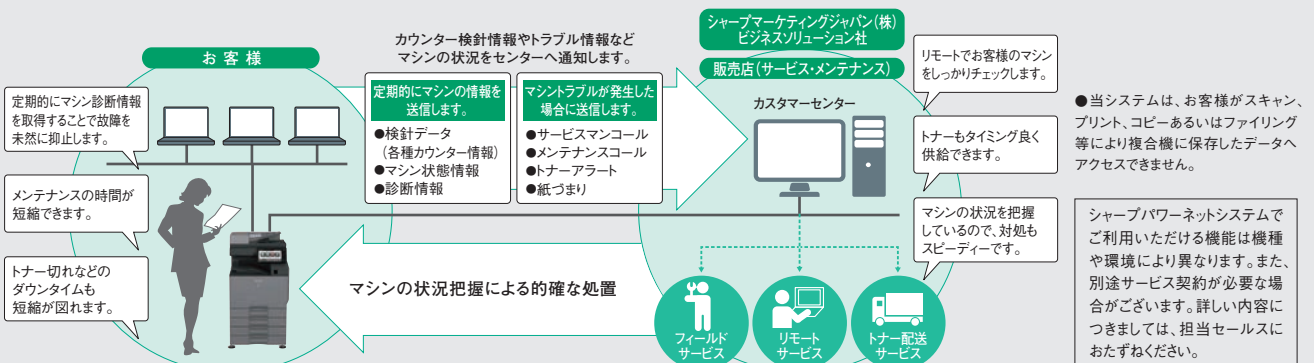 お客様
定期的にマシン診断情報
を取得することで故障を
未然に抑止します。
メンテナンスの時間が
短縮できます。
トナー切れなどの
ダウンタイムも
短縮が図れます。
カウンター検針情報やトラブル情報など
マシンの状況をセンターへ通知します。
定期的にマシンの情報を
送信します。
●検針データ
(各種カウンター情報)
●マシン状態情報
●診断情報
マシントラブルが発生した
場合に送信します。
●サービスマンコール
●メンテナンスコール
●トナーアラート
●紙づまり
マシンの状況把握による的確な処置
シャープマーケティングジャパン(株)
ビジネスソリューション社
販売店(サービス・メンテナンス)
カスタマーセンター
フィールド
サービス
リモート
サービス
トナー配送
サービス
リモートでお客様のマシン
をしっかりチェックします。
トナーもタイミング良く
供給できます。
マシンの状況を把握
しているので、対処も
スピーディーです。
●当システムは、お客様がスキャン、
プリント、コピーあるいはファイリング
等により複合機に保存したデータへ
アクセスできません。
シャープパワーネットシステムで
ご利用いただける機能は機種
や環境により異なります。また、
別途サービス契約が必要な場
合がございます。詳しい内容に
つきましては、担当セールスに
おたずねください。